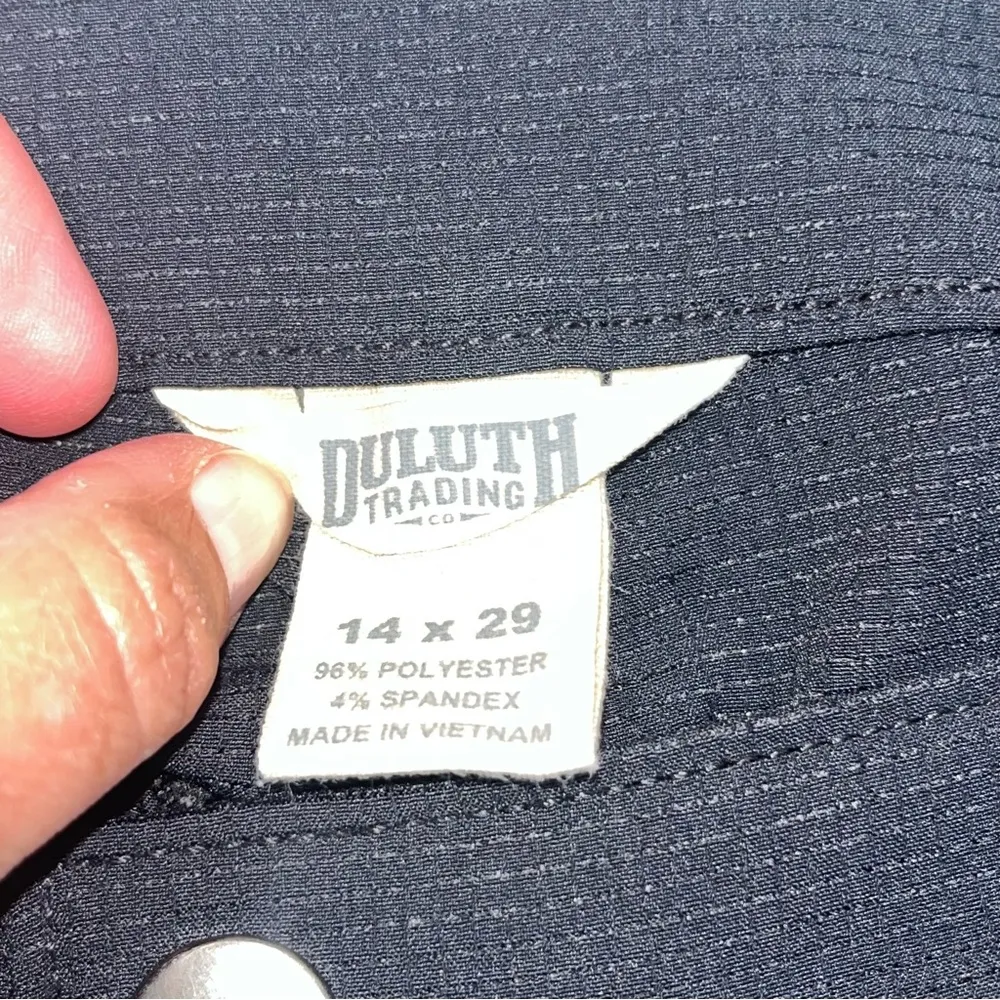 DULUTH
TRADING
CO
14 x 29
96% POLYESTER
4% SPANDEX
MADE IN VIETNAM